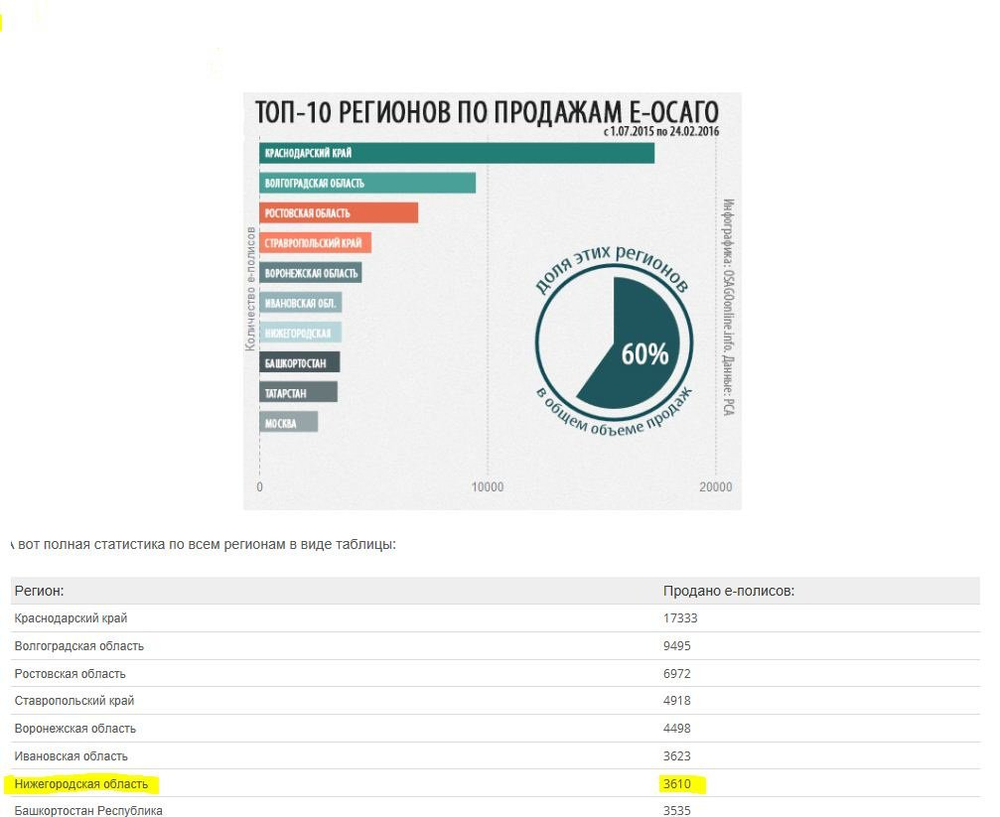 ТОП-10 РЕГИОНОВ ПО ПРОДАЖАМ Е-ОСАГО
с 1.07.2015 по 24.02.2016
КРАСНОДАРСКИЙ КРАЙ
ВОЛГОГРАДСКАЯ ОБЛАСТЬ
РОСТОВСКАЯ ОБЛАСТЬ
СТРАВРОПОЛЬСКИЙ КРАЙ
ВОРОНЕЖСКАЯ ОБЛАСТЬ
ИВАНОВСКАЯ ОБЛ.
НИЖЕГОРОДСКАЯ
БАШКОРТОСТАН
ТАТАРСТАН
МОСКВА
Количество е-полисов
0 10000 20000
доля этих регионов
60%
в общем объеме продаж
Инфографика: OSAGOonline.info. Данные: РСА
А вот полная статистика по всем регионам в виде таблицы:
Регион: Продано е-полисов:
Краснодарский край 17333
Волгоградская область 9495
Ростовская область 6972
Ставропольский край 4918
Воронежская область 4498
Ивановская область 3623
Нижегородская область 3610
Башкортостан Республика 3535